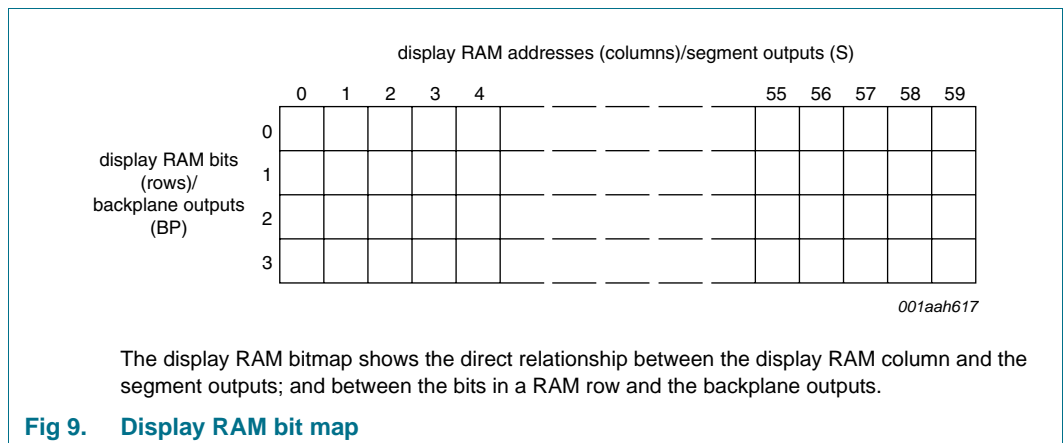 display RAM addresses (columns)/segment outputs (S)
0 1 2 3 4 55 56 57 58 59
0
display RAM bits
1
(rows)/
backplane outputs
2
(BP)
3
001aah617
The display RAM bitmap shows the direct relationship between the display RAM column and the
segment outputs; and between the bits in a RAM row and the backplane outputs.
Fig 9. Display RAM bit map